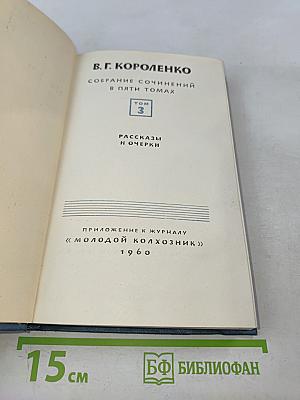 В. Г. КОРОЛЕНКО
СОБРАНИЕ СОЧИНЕНИЙ
В ПЯТИ ТОМАХ
ТОМ
3
РАССКАЗЫ
И ОЧЕРКИ
ПРИЛОЖЕНИЕ К ЖУРНАЛУ
«МОЛОДОЙ КОЛХОЗНИК»
1960
15 см
БФ БИБЛИОФАН